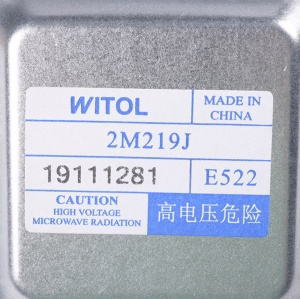 WITOL
MADE IN
CHINA
2M219J
19111281
E522
CAUTION
HIGH VOLTAGE
MICROWAVE RADIATION
高电压危险